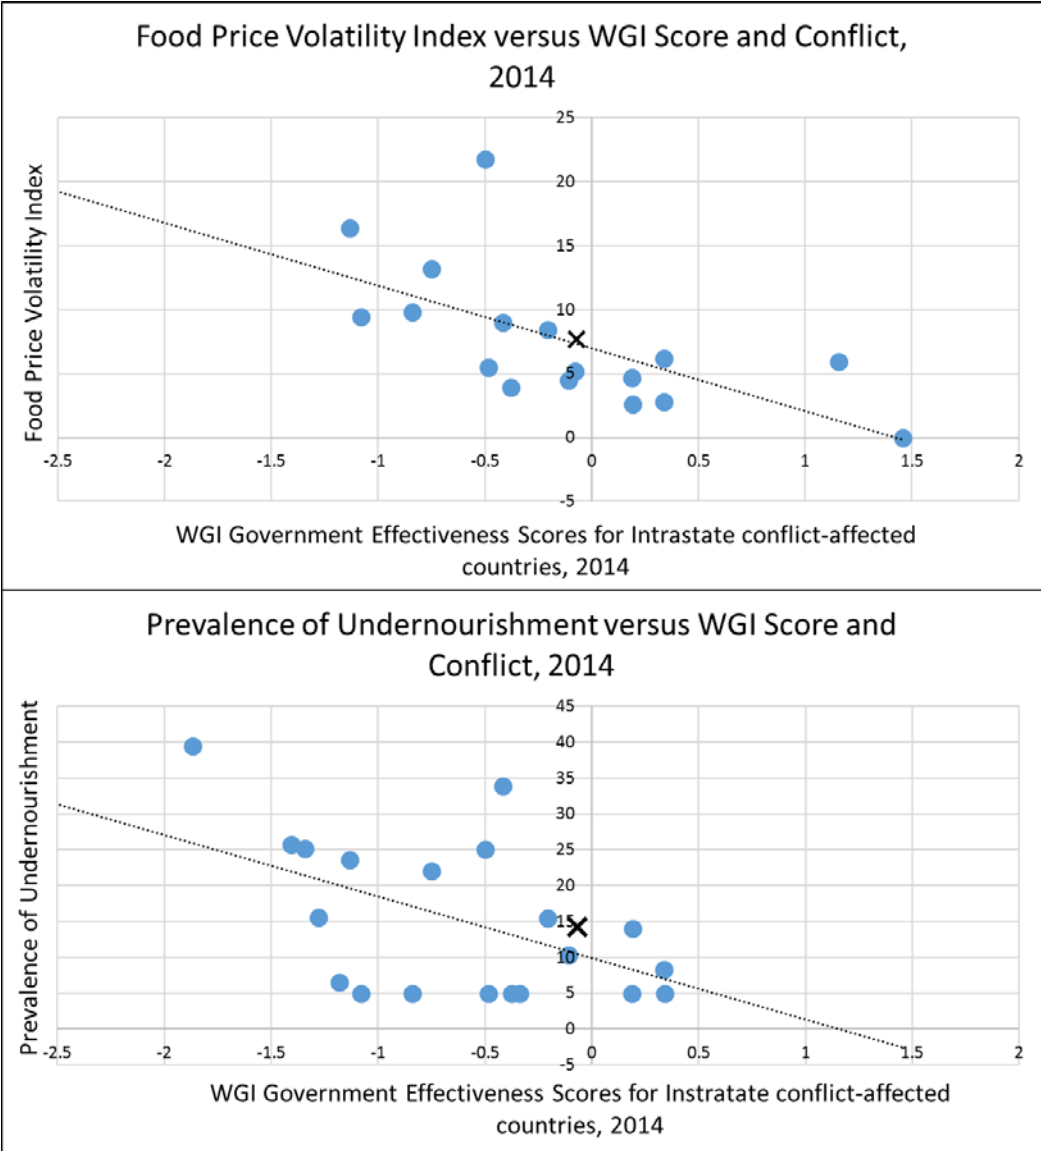 Food Price Volatility Index versus WGI Score and Conflict,
2014
Food Price Volatility Index
25
20
15
10
5
0
-5
-2.5 -2 -1.5 -1 -0.5 0 0.5 1 1.5 2
WGI Government Effectiveness Scores for Intrastate conflict-affected
countries, 2014
Prevalence of Undernourishment versus WGI Score and
Conflict, 2014
Prevalence of Undernourishment
45
40
35
30
25
20
15
10
5
0
-5
-2.5 -2 -1.5 -1 -0.5 0 0.5 1 1.5 2
WGI Government Effectiveness Scores for Instratate conflict-affected
countries, 2014